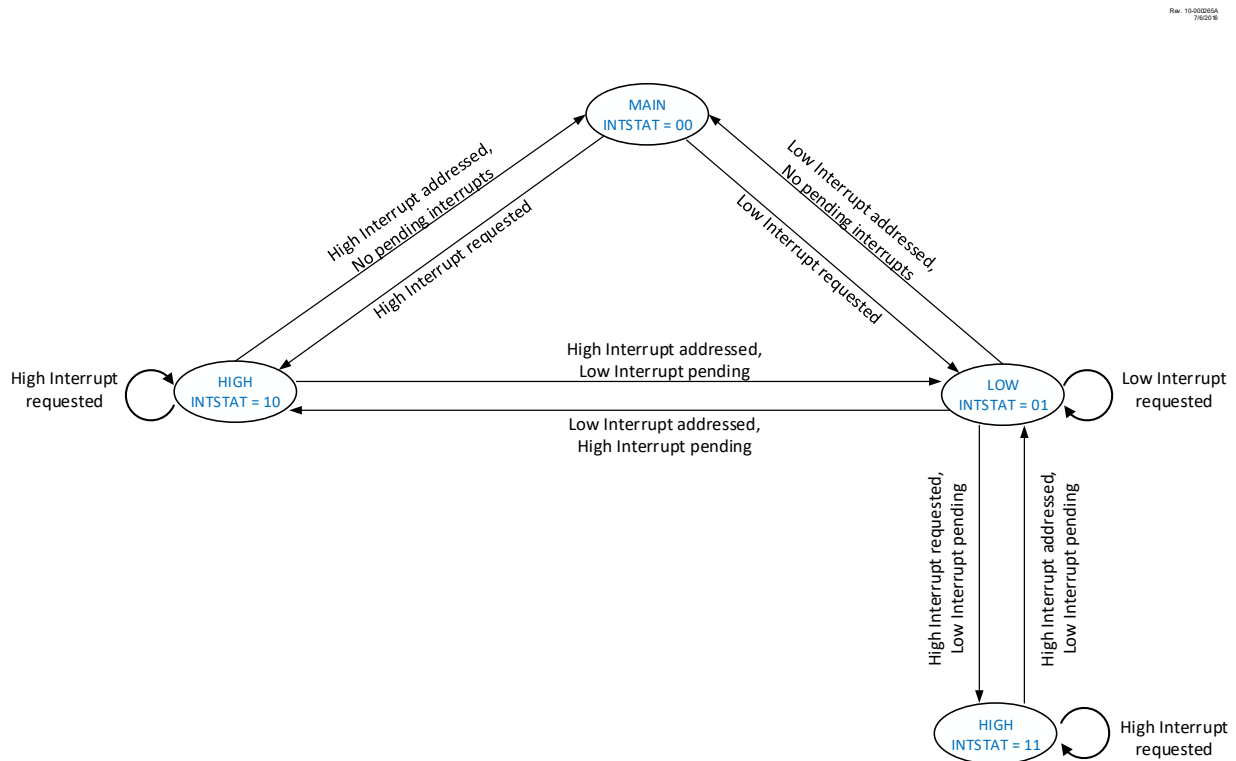 Rev. 10-000265A
7/6/2016
MAIN
INTSTAT = 00
High Interrupt addressed,
No pending interrupts
High Interrupt requested
Low Interrupt addressed,
No pending interrupts
Low Interrupt requested
High Interrupt
requested
HIGH
INTSTAT = 10
High Interrupt addressed,
Low Interrupt pending
Low Interrupt addressed,
High Interrupt pending
LOW
INTSTAT = 01
Low Interrupt
requested
High Interrupt requested,
Low Interrupt pending
High Interrupt addressed,
Low Interrupt pending
HIGH
INTSTAT = 11
High Interrupt
requested